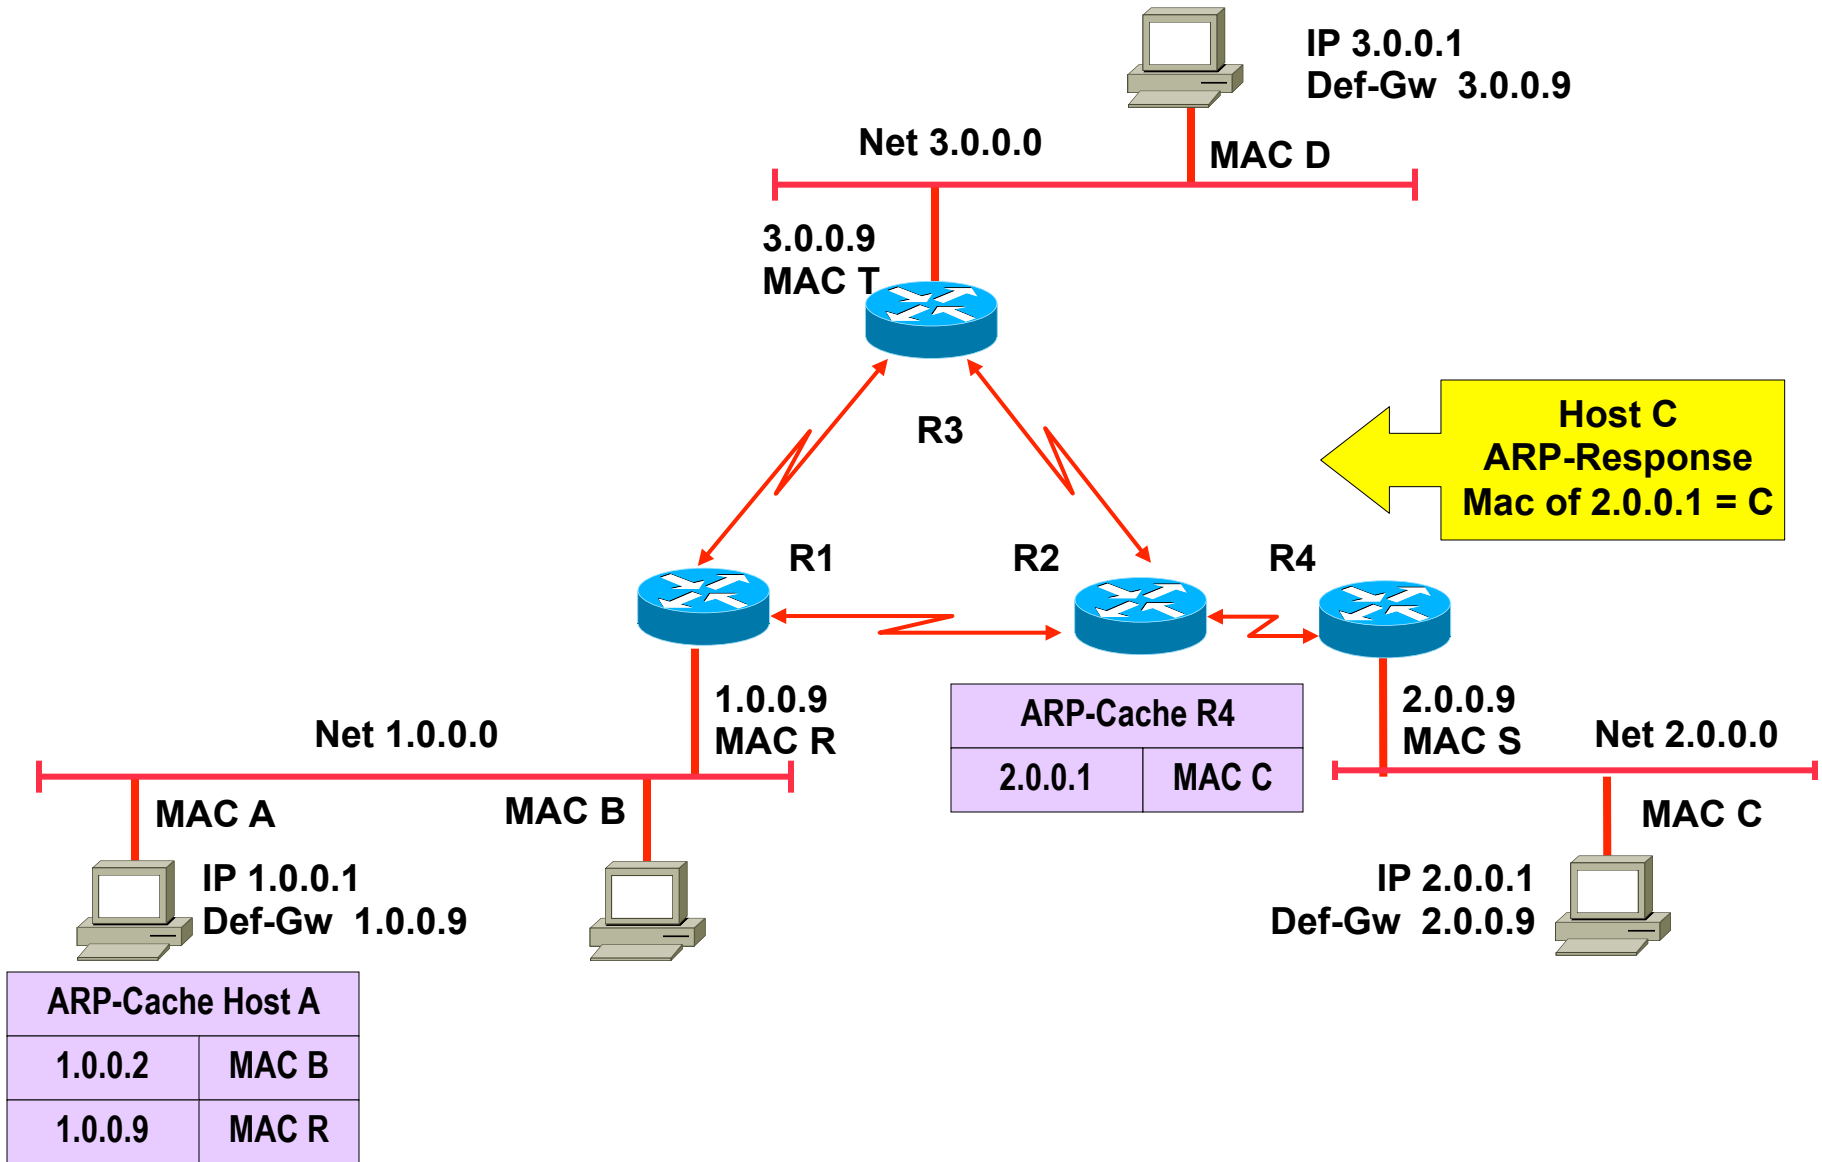 IP 3.0.0.1
Def-Gw 3.0.0.9
Net 3.0.0.0
MAC D
3.0.0.9
MAC T
R3
Host C
ARP-Response
Mac of 2.0.0.1 = C
R1
R2
R4
1.0.0.9
MAC R
Net 1.0.0.0
ARP-Cache R4
2.0.0.1 MAC C
2.0.0.9
MAC S
Net 2.0.0.0
MAC A
MAC B
MAC C
IP 1.0.0.1
Def-Gw 1.0.0.9
IP 2.0.0.1
Def-Gw 2.0.0.9
ARP-Cache Host A
1.0.0.2 MAC B
1.0.0.9 MAC R